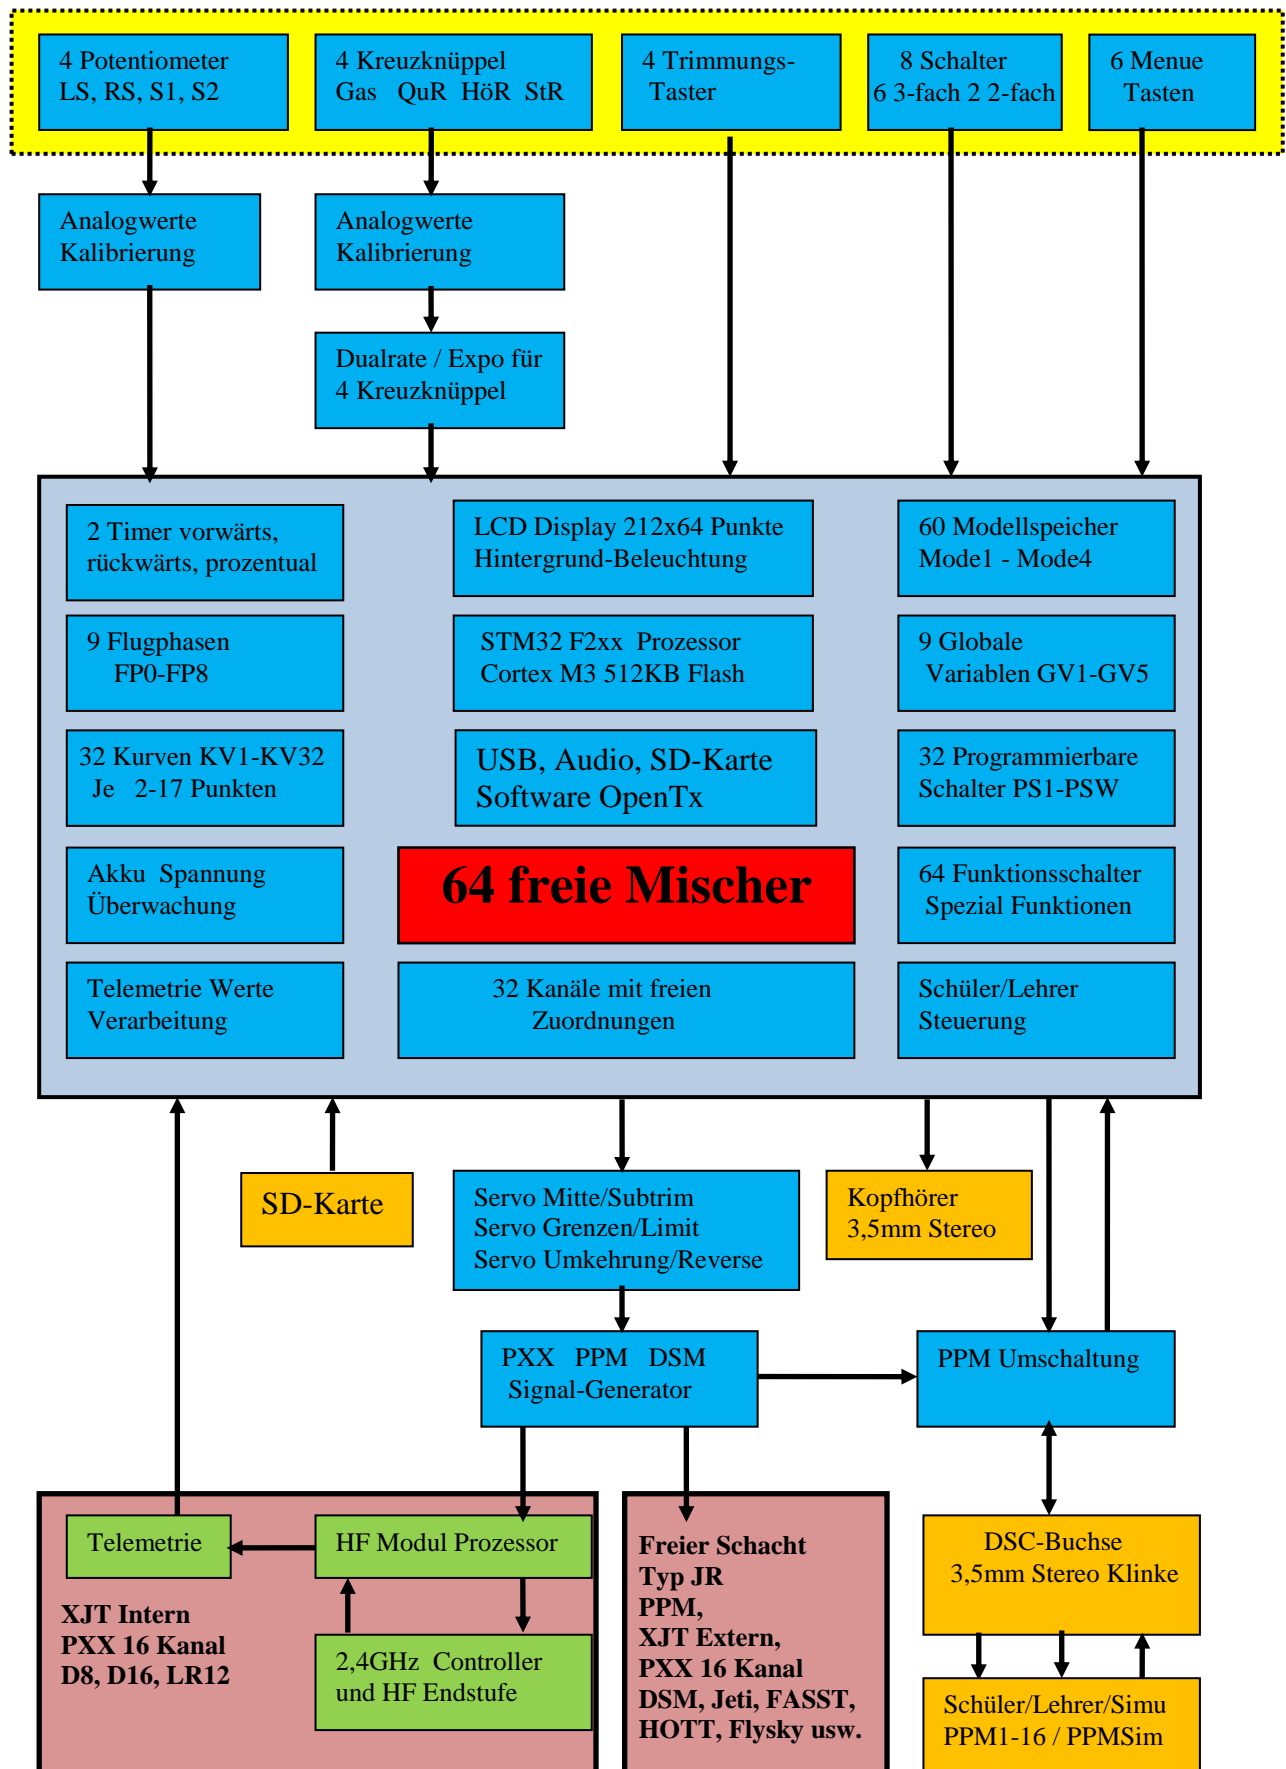 4 Potentiometer
LS, RS, S1, S2
4 Kreuzknüppel
Gas QuR HöR StR
4 Trimmungs-
Taster
8 Schalter
6 3-fach 2 2-fach
6 Menue
Tasten
Analogwerte
Kalibrierung
Analogwerte
Kalibrierung
Dualrate / Expo für
4 Kreuzknüppel
2 Timer vorwärts,
rückwärts, prozentual
LCD Display 212x64 Punkte
Hintergrund-Beleuchtung
60 Modellspeicher
Mode1 - Mode4
9 Flugphasen
FP0-FP8
STM32 F2xx Prozessor
Cortex M3 512KB Flash
9 Globale
Variablen GV1-GV5
32 Kurven KV1-KV32
Je 2-17 Punkten
USB, Audio, SD-Karte
Software OpenTx
32 Programmierbare
Schalter PS1-PSW
Akku Spannung
Überwachung
64 freie Mischer
64 Funktionsschalter
Spezial Funktionen
Telemetrie Werte
Verarbeitung
32 Kanäle mit freien
Zuordnungen
Schüler/Lehrer
Steuerung
SD-Karte
Servo Mitte/Subtrim
Servo Grenzen/Limit
Servo Umkehrung/Reverse
Kopfhörer
3,5mm Stereo
PXX PPM DSM
Signal-Generator
PPM Umschaltung
Telemetrie
HF Modul Prozessor
XJT Intern
PXX 16 Kanal
D8, D16, LR12
2,4GHz Controller
und HF Endstufe
Freier Schacht
Typ JR
PPM,
XJT Extern,
PXX 16 Kanal
DSM, Jeti, FASST,
HOTT, Flysky usw.
DSC-Buchse
3,5mm Stereo Klinke
Schüler/Lehrer/Simu
PPM1-16 / PPMSim